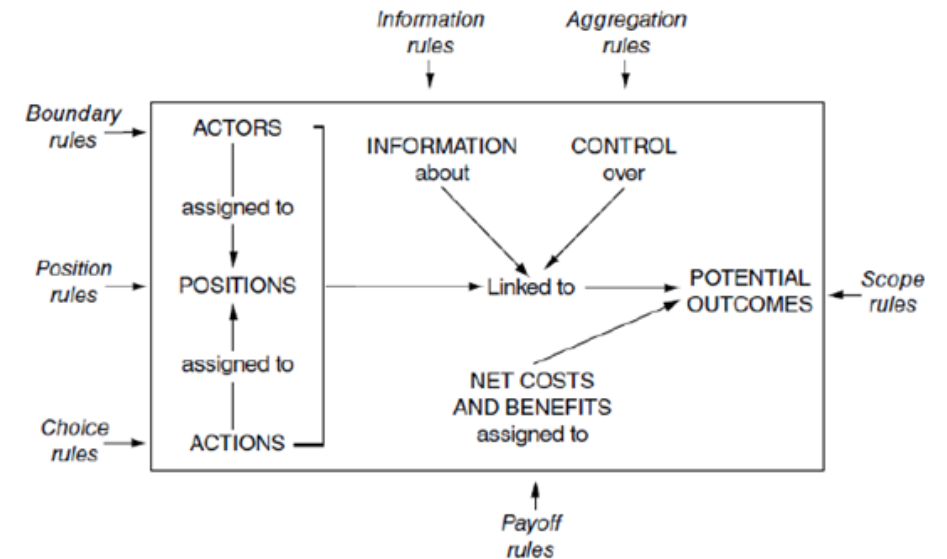 Information
rules
Aggregation
rules
Boundary
rules
ACTORS
INFORMATION
about
CONTROL
over
assigned to
Position
rules
POSITIONS
Linked to
POTENTIAL
OUTCOMES
Scope
rules
assigned to
NET COSTS
AND BENEFITS
assigned to
Choice
rules
ACTIONS
Payoff
rules